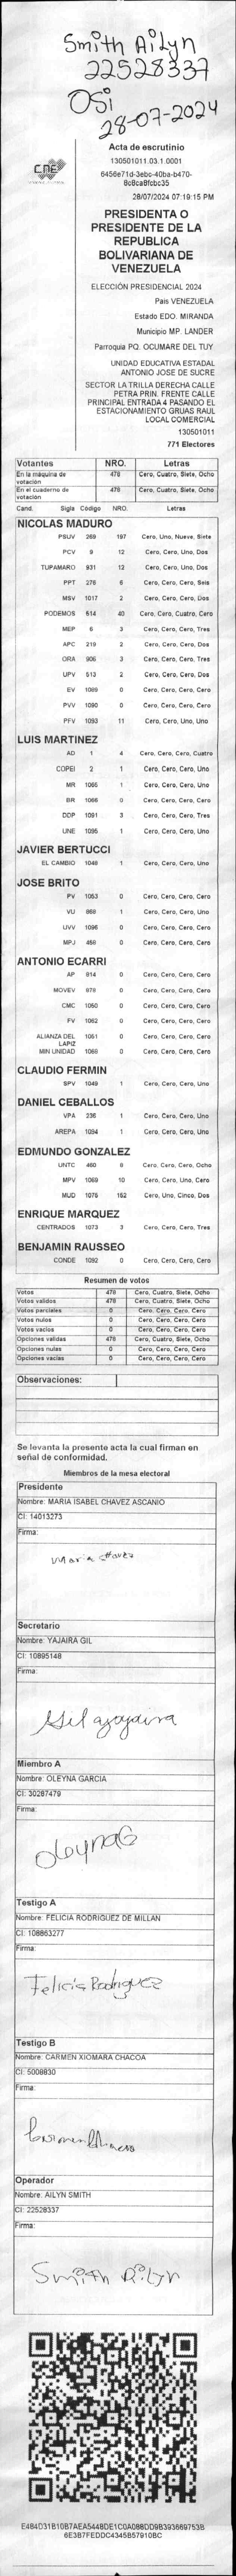 Smith Ailyn
22528337
OSI
28-07-2024
CNE
Acta de escrutinio
130501011.03.1.0001
28/07/2024 07:19:15 PM
PRESIDENTA O
PRESIDENTE DE LA
REPUBLICA
BOLIVARIANA DE
VENEZUELA
ELECCIÓN PRESIDENCIAL 2024
Pais VENEZUELA
Estado EDO. MIRANDA
Municipio MP. LANDER
Parroquia PQ. OCUMARE DEL TUY
UNIDAD EDUCATIVA ESTADAL
ANTONIO JOSE DE SUCRE
SECTOR LA TRILLA DERECHA CALLE
PETRA PRIN. FRENTE CALLE
PRINCIPAL ENTRADA 4 PASANDO EL
ESTACIONAMIENTO GRUAS RAUL
LOCAL COMERCIAL
130501011
771 Electores
Votantes NRO. Letras
En la máquina de votación 478 Cero, Cuatro, Siete, Ocho
En el cuaderno de votación 478 Cero, Cuatro, Siete, Ocho
Cand. Sigla Código NRO. Letras
NICOLAS MADURO
PSUV 269 197 Cero, Uno, Nueve, Siete
PCV 9 12 Cero, Cero, Uno, Dos
TUPAMARO 931 12 Cero, Cero, Uno, Dos
PPT 278 6 Cero, Cero, Cero, Seis
MSV 1017 2 Cero, Cero, Cero, Dos
PODEMOS 514 40 Cero, Cero, Cuatro, Cero
MEP 6 3 Cero, Cero, Cero, Tres
APC 219 2 Cero, Cero, Cero, Dos
ORA 906 3 Cero, Cero, Cero, Tres
UPV 513 2 Cero, Cero, Cero, Dos
EV 1089 0 Cero, Cero, Cero, Cero
PVV 1090 0 Cero, Cero, Cero, Cero
PFV 1093 11 Cero, Cero, Uno, Uno
LUIS MARTINEZ
AD 1 4 Cero, Cero, Cero, Cuatro
COPEI 2 1 Cero, Cero, Cero, Uno
MR 1065 1 Cero, Cero, Cero, Uno
BR 1066 0 Cero, Cero, Cero, Cero
DDP 1091 3 Cero, Cero, Cero, Tres
UNE 1095 1 Cero, Cero, Cero, Uno
JAVIER BERTUCCI
EL CAMBIO 1048 1 Cero, Cero, Cero, Uno
JOSE BRITO
PV 1053 0 Cero, Cero, Cero, Cero
VU 868 1 Cero, Cero, Cero, Uno
UVV 1096 0 Cero, Cero, Cero, Cero
MPJ 458 0 Cero, Cero, Cero, Cero
ANTONIO ECARRI
AP 814 0 Cero, Cero, Cero, Cero
MOVEV 979 0 Cero, Cero, Cero, Cero
CMC 1050 0 Cero, Cero, Cero, Cero
FV 1062 0 Cero, Cero, Cero, Cero
ALIANZA DEL LAPIZ 1051 0 Cero, Cero, Cero, Cero
MIN UNIDAD 1068 0 Cero, Cero, Cero, Cero
CLAUDIO FERMIN
SPV 1049 1 Cero, Cero, Cero, Uno
DANIEL CEBALLOS
VPA 236 1 Cero, Cero, Cero, Uno
AREPA 1094 1 Cero, Cero, Cero, Uno
EDMUNDO GONZALEZ
UNTC 460 8 Cero, Cero, Cero, Ocho
MPV 1069 10 Cero, Cero, Uno, Cero
MUD 1075 152 Cero, Uno, Cinco, Dos
ENRIQUE MARQUEZ
CENTRADOS 1073 3 Cero, Cero, Cero, Tres
BENJAMIN RAUSSEO
CONDE 1092 0 Cero, Cero, Cero, Cero
Resumen de votos
Votos 478 Cero, Cuatro, Siete, Ocho
Votos validos 478 Cero, Cuatro, Siete, Ocho
Votos parciales 0 Cero, Cero, Cero, Cero
Votos nulos 0 Cero, Cero, Cero, Cero
Votos vacios 0 Cero, Cero, Cero, Cero
Opciones validas 478 Cero, Cuatro, Siete, Ocho
Opciones nulas 0 Cero, Cero, Cero, Cero
Opciones vacias 0 Cero, Cero, Cero, Cero
Observaciones:
Se levanta la presente acta la cual firman en
señal de conformidad.
Miembros de la mesa electoral
Presidente
Nombre: MARIA ISABEL CHAVEZ ASCANIO
CI: 14013273
Firma:
Maria Chavez
Secretario
Nombre: YAJAIRA GIL
CI: 10895148
Firma:
Miembro A
Nombre: OLEYNA GARCIA
CI: 30287479
Firma:
OleynaG
Testigo A
Nombre: FELICIA RODRIGUEZ DE MILLAN
CI: 108863277
Firma:
Felicia Rodriguez
Testigo B
Nombre: CARMEN XIOMARA CHACOA
CI: 5008830
Firma:
Operador
Nombre: AILYN SMITH
CI: 22528337
Firma:
Smith Ailyn